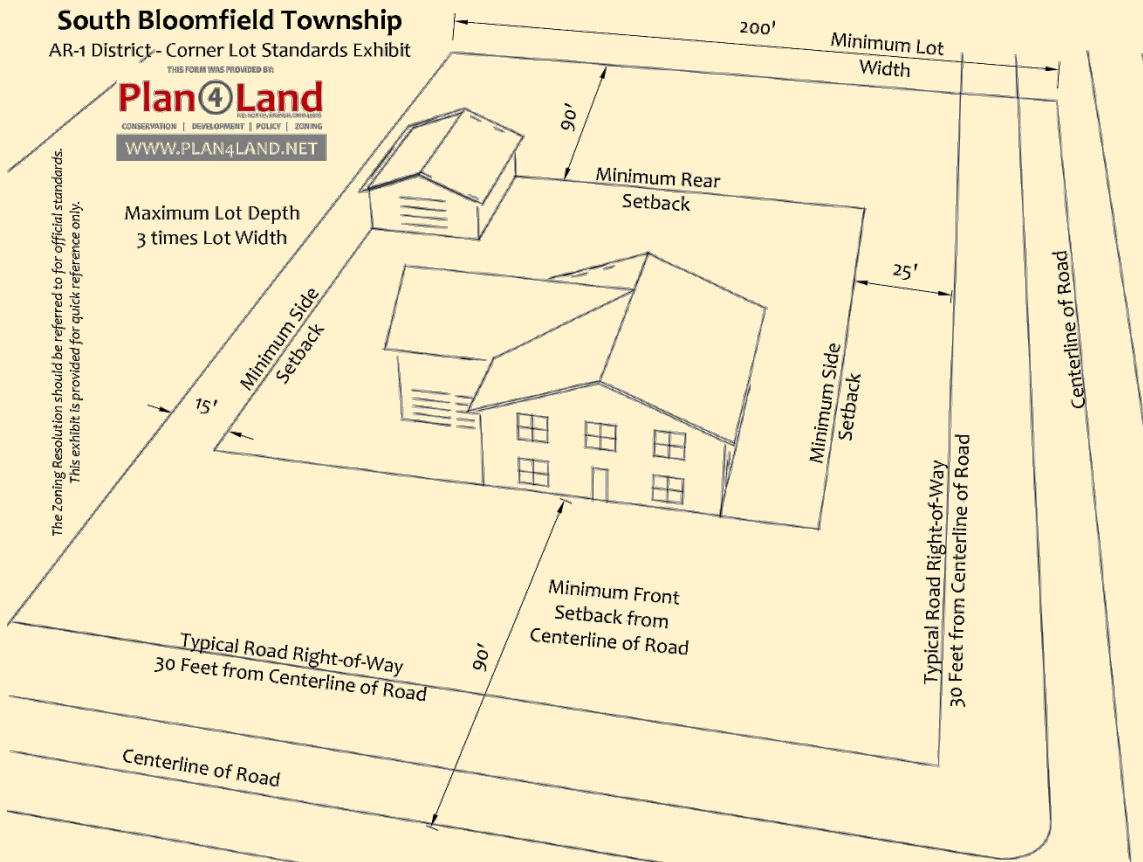 South Bloomfield Township
AR-1 District - Corner Lot Standards Exhibit
THIS FORM WAS PROVIDED BY:
Plan 4 Land
CONSERVATION | DEVELOPMENT | POLICY | ZONING
WWW.PLAN4LAND.NET
Maximum Lot Depth
3 times Lot Width
The Zoning Resolution should be referred to for official standards.
This exhibit is provided for quick reference only.
200'
Minimum Lot
Width
90'
Minimum Rear
Setback
25'
Centerline of Road
Minimum Side
Setback
15'
Minimum Side
Setback
Typical Road Right-of-Way
30 Feet from Centerline of Road
Minimum Front
Setback from
Centerline of Road
90'
Typical Road Right-of-Way
30 Feet from Centerline of Road
Centerline of Road